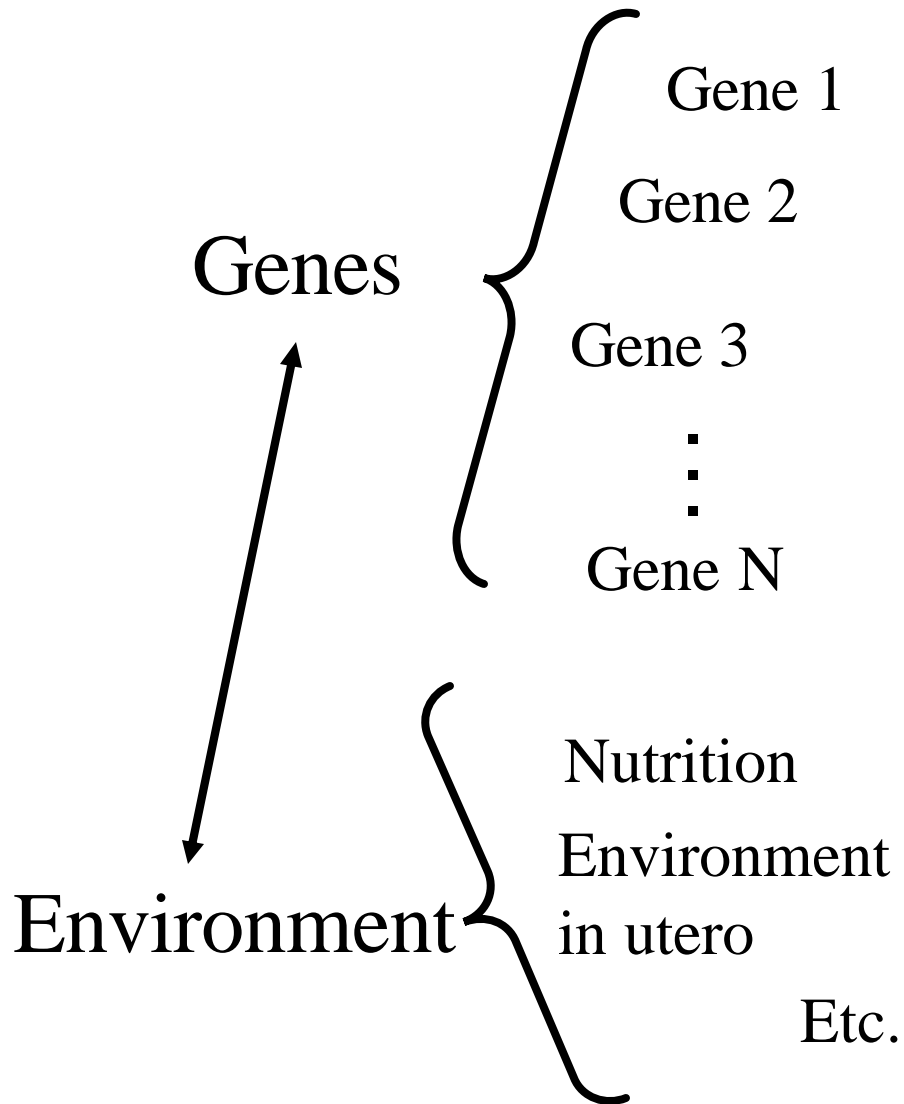 Gene 1
Gene 2
Genes
Gene 3
Gene N
Nutrition
Environment
in utero
Environment
Etc.